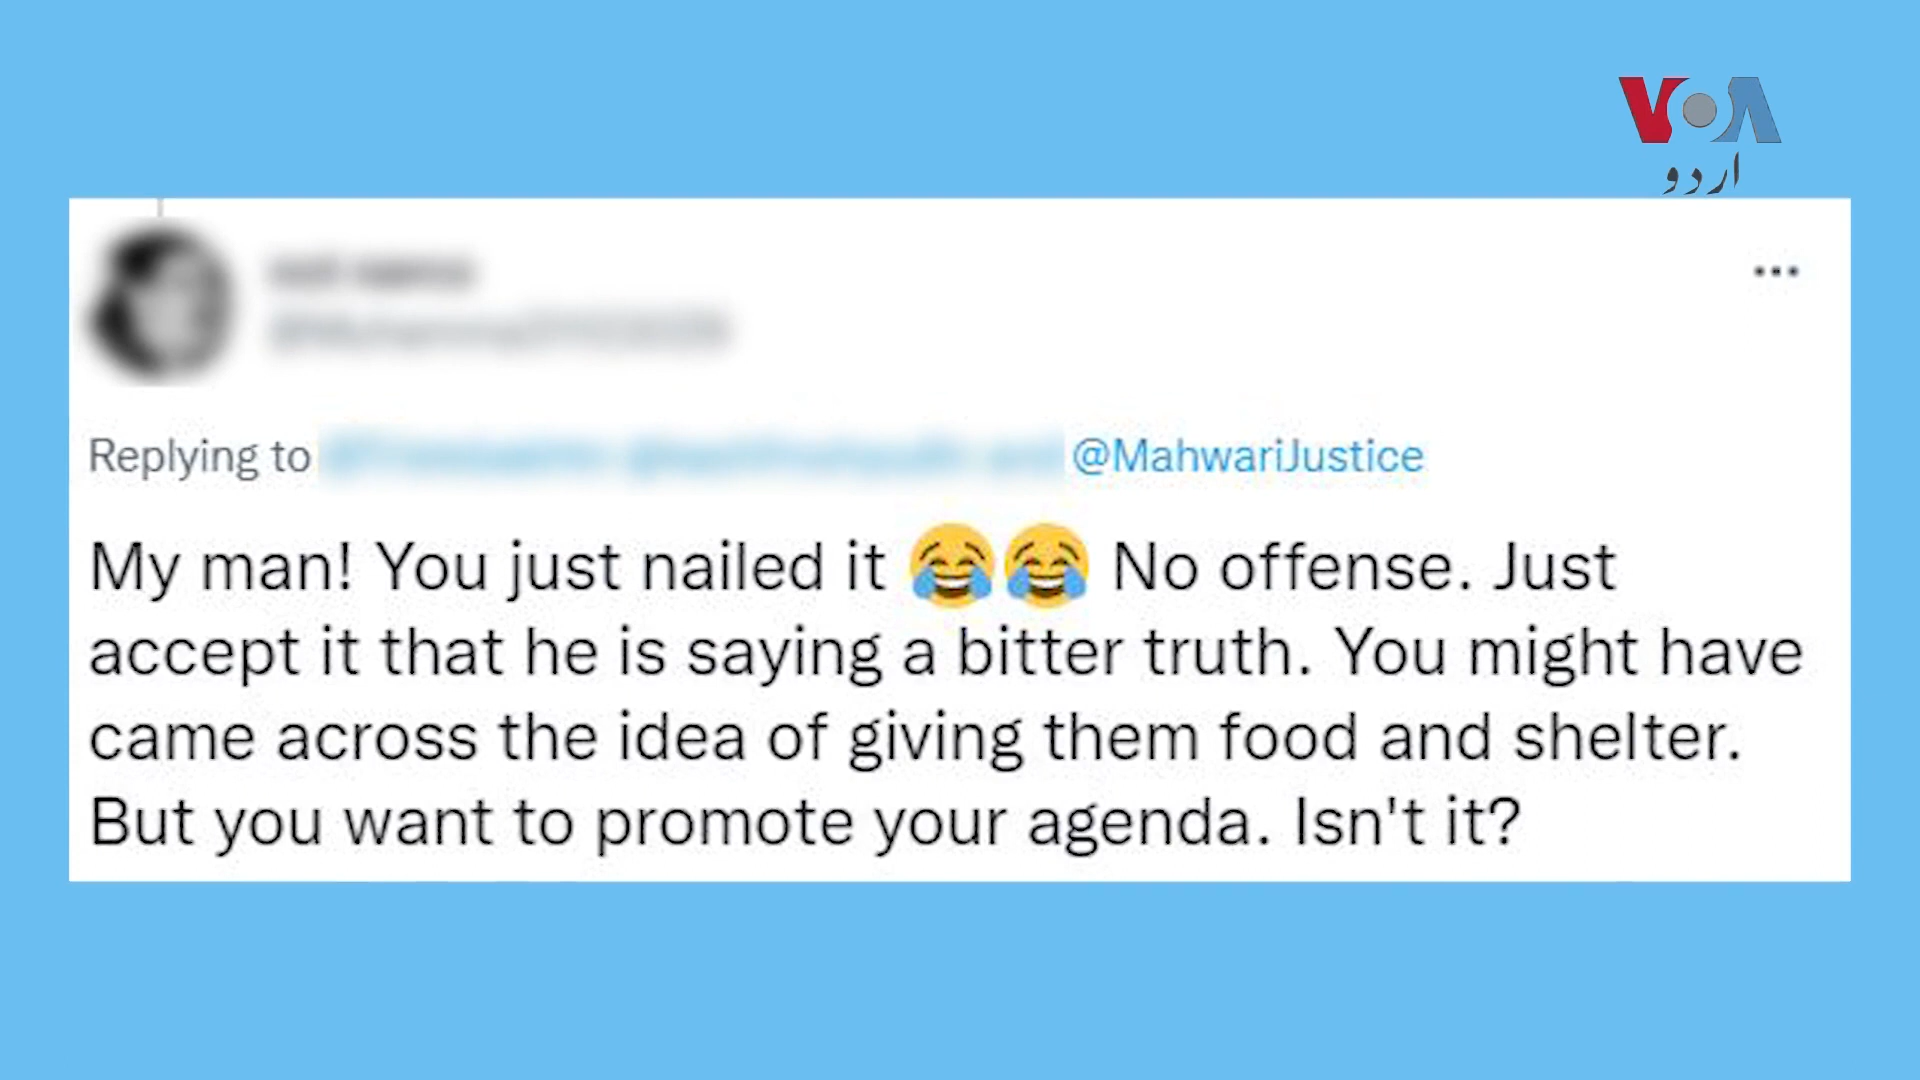 VOA
اردو
Replying to @MahwariJustice
My man! You just nailed it 😂😂 No offense. Just
accept it that he is saying a bitter truth. You might have
came across the idea of giving them food and shelter.
But you want to promote your agenda. Isn't it?